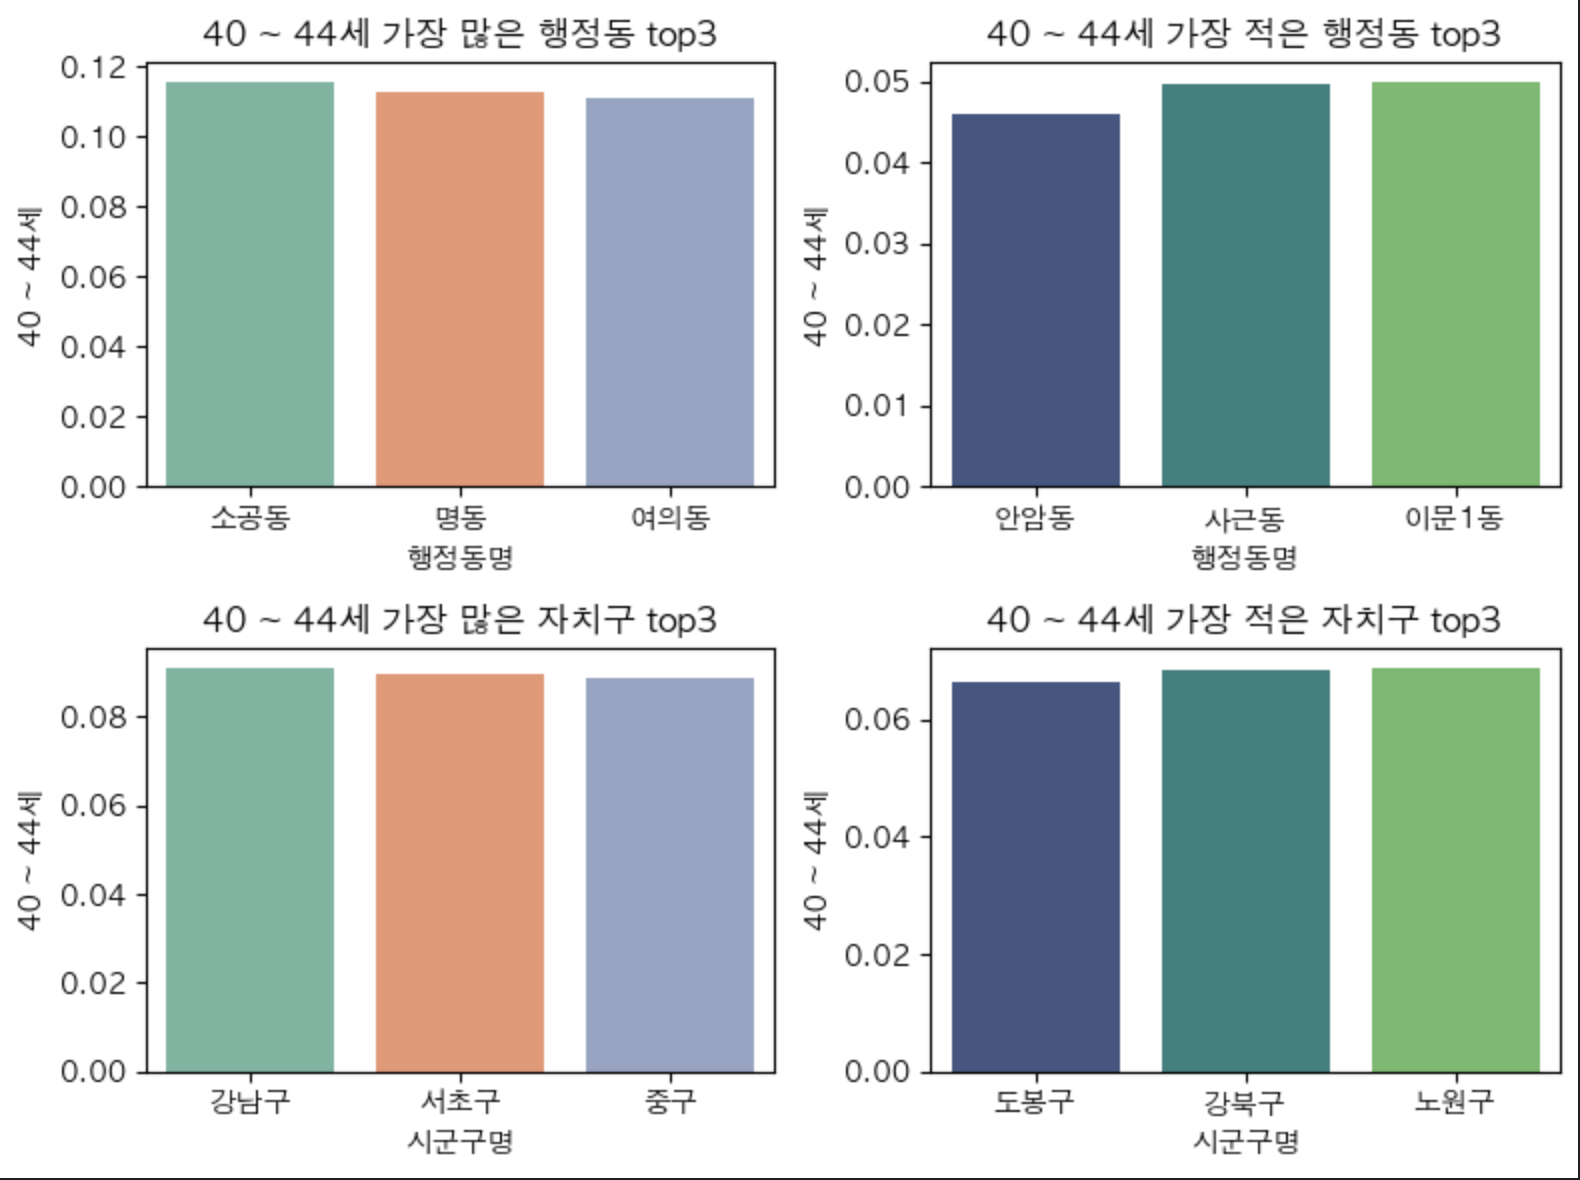 40 ~ 44세 가장 많은 행정동 top3
0.12
0.10
0.08
0.06
0.04
0.02
0.00
40 ~ 44세
소공동 명동 여의동
행정동명
40 ~ 44세 가장 적은 행정동 top3
0.05
0.04
0.03
0.02
0.01
0.00
40 ~ 44세
안암동 사근동 이문1동
행정동명
40 ~ 44세 가장 많은 자치구 top3
0.08
0.06
0.04
0.02
0.00
40 ~ 44세
강남구 서초구 중구
시군구명
40 ~ 44세 가장 적은 자치구 top3
0.06
0.04
0.02
0.00
40 ~ 44세
도봉구 강북구 노원구
시군구명